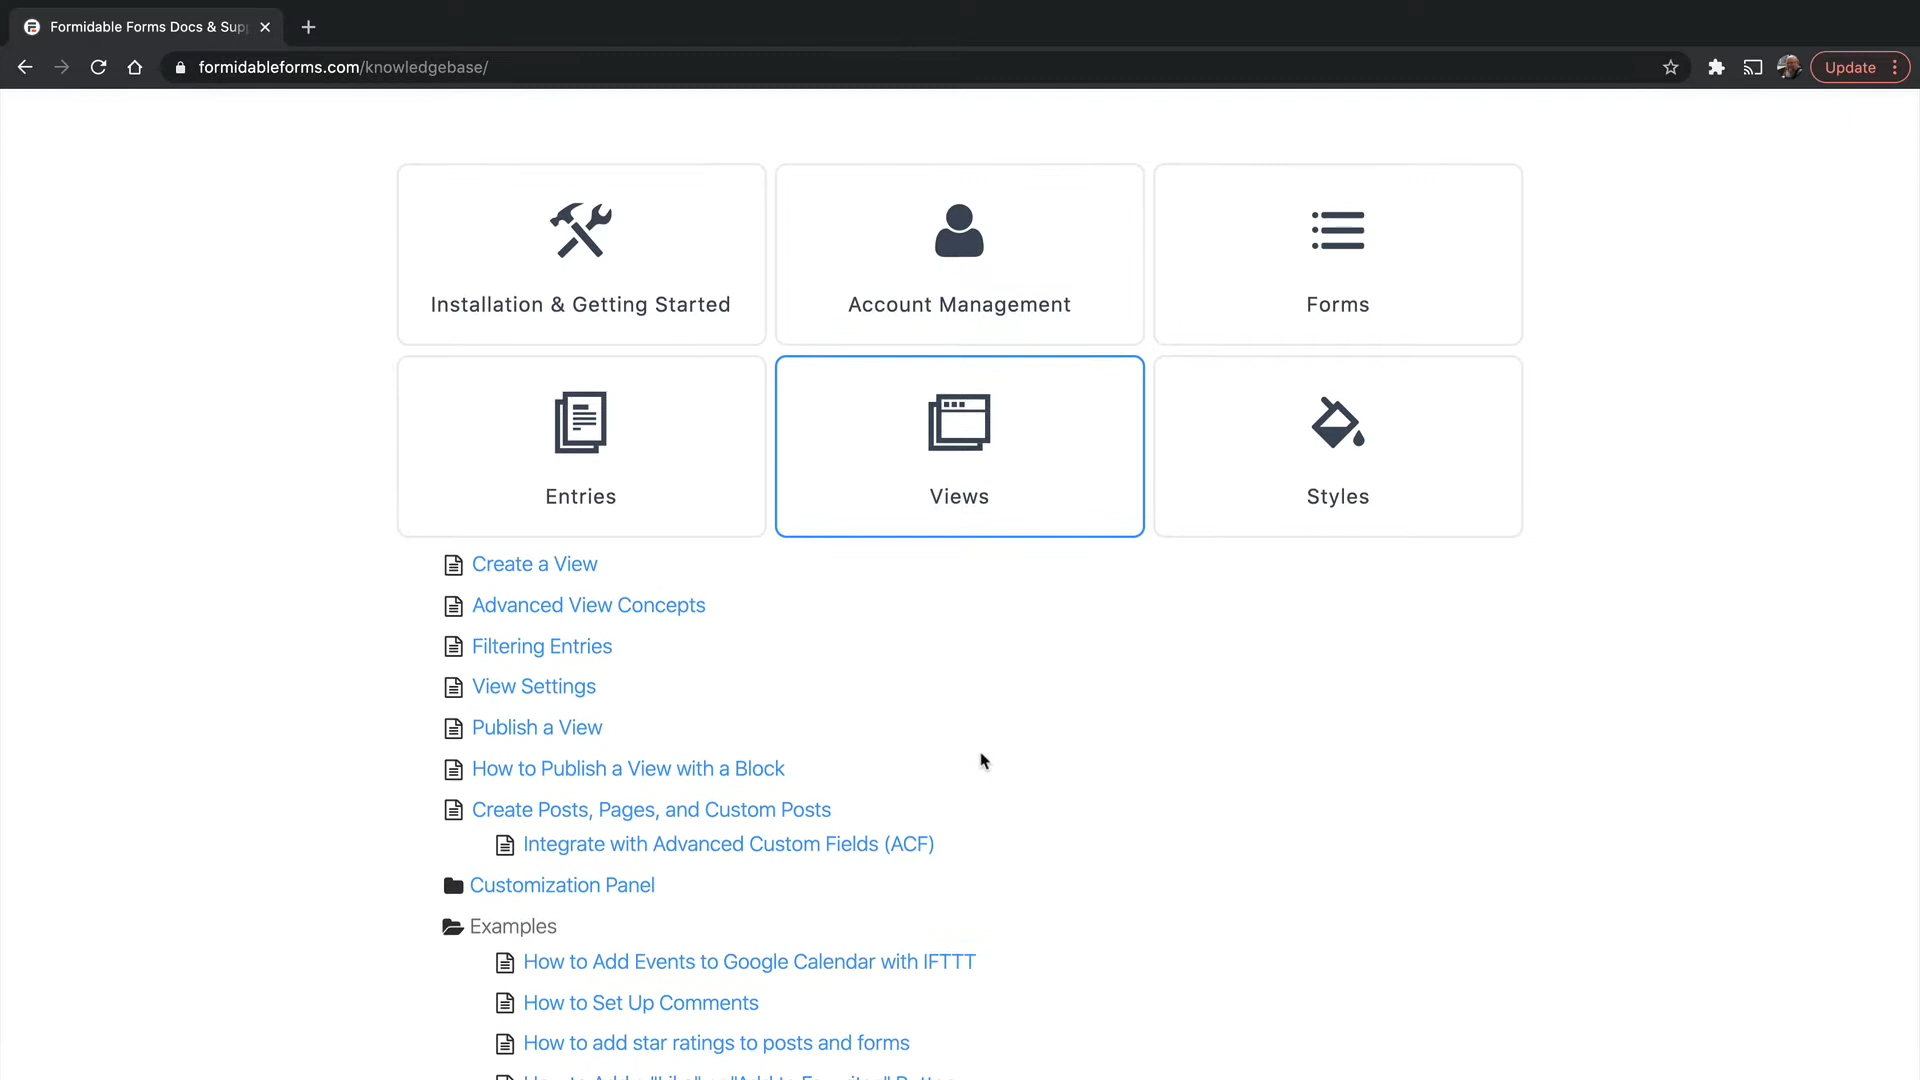 Formidable Forms Docs & Sup
formidableforms.com/knowledgebase/
Update
Installation & Getting Started
Account Management
Forms
Entries
Views
Styles
Create a View
Advanced View Concepts
Filtering Entries
View Settings
Publish a View
How to Publish a View with a Block
Create Posts, Pages, and Custom Posts
Integrate with Advanced Custom Fields (ACF)
Customization Panel
Examples
How to Add Events to Google Calendar with IFTTT
How to Set Up Comments
How to add star ratings to posts and forms